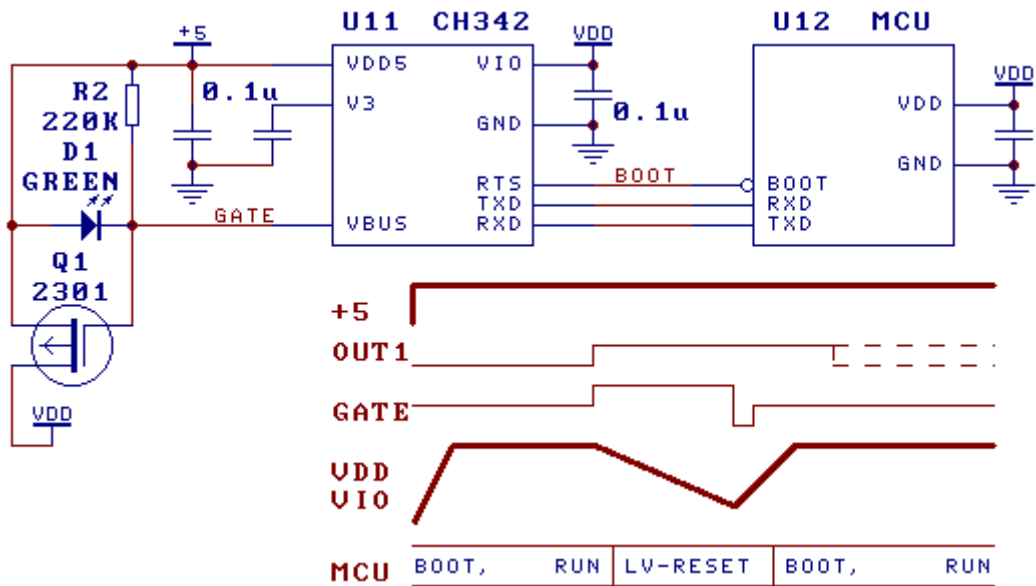 U11 CH342
U12 MCU
+5
VDD
VDD5 VIO
V3
GND
RTS
TXD
VBUS RXD
R2
220K
0.1u
D1
GREEN
GATE
0.1u
BOOT
VDD
VDD
GND
BOOT
RXD
TXD
Q1
2301
VDD
+5
OUT1
GATE
VDD
VIO
MCU BOOT, RUN LV-RESET BOOT, RUN